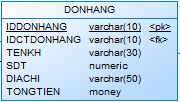 DONHANG
IDDONHANG varchar(10) <pk>
IDCTDONHANG varchar(10) <fk>
TENKH varchar(30)
SDT numeric
DIACHI varchar(50)
TONGTIEN money